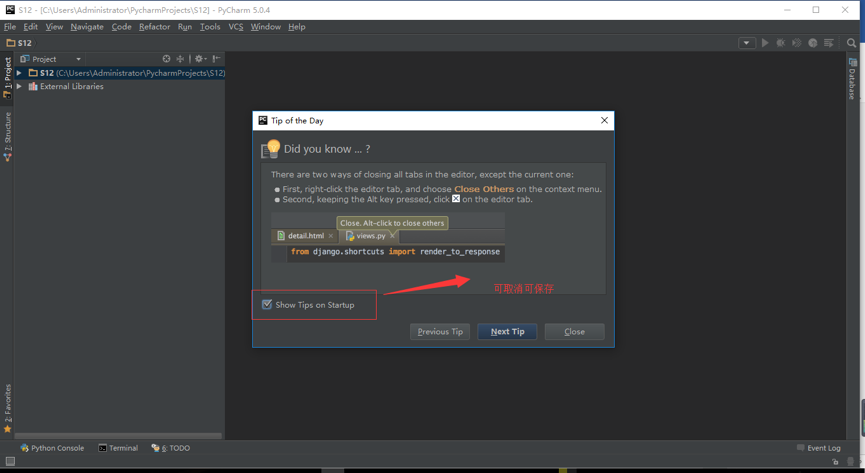 S12 - [C:\Users\Administrator\PycharmProjects\S12] - PyCharm 5.0.4
File Edit View Navigate Code Refactor Run Tools VCS Window Help
S12
Project
S12 (C:\Users\Administrator\PycharmProjects\S12)
External Libraries
1: Project
2: Structure
2: Favorites
Database
Tip of the Day
Did you know ... ?
There are two ways of closing all tabs in the editor, except the current one:
First, right-click the editor tab, and choose Close Others on the context menu.
Second, keeping the Alt key pressed, click on the editor tab.
Close. Alt-click to close others
detail.html views.py
from django.shortcuts import render_to_response
可取消可保存
Show Tips on Startup
Previous Tip Next Tip Close
Python Console Terminal 6: TODO Event Log